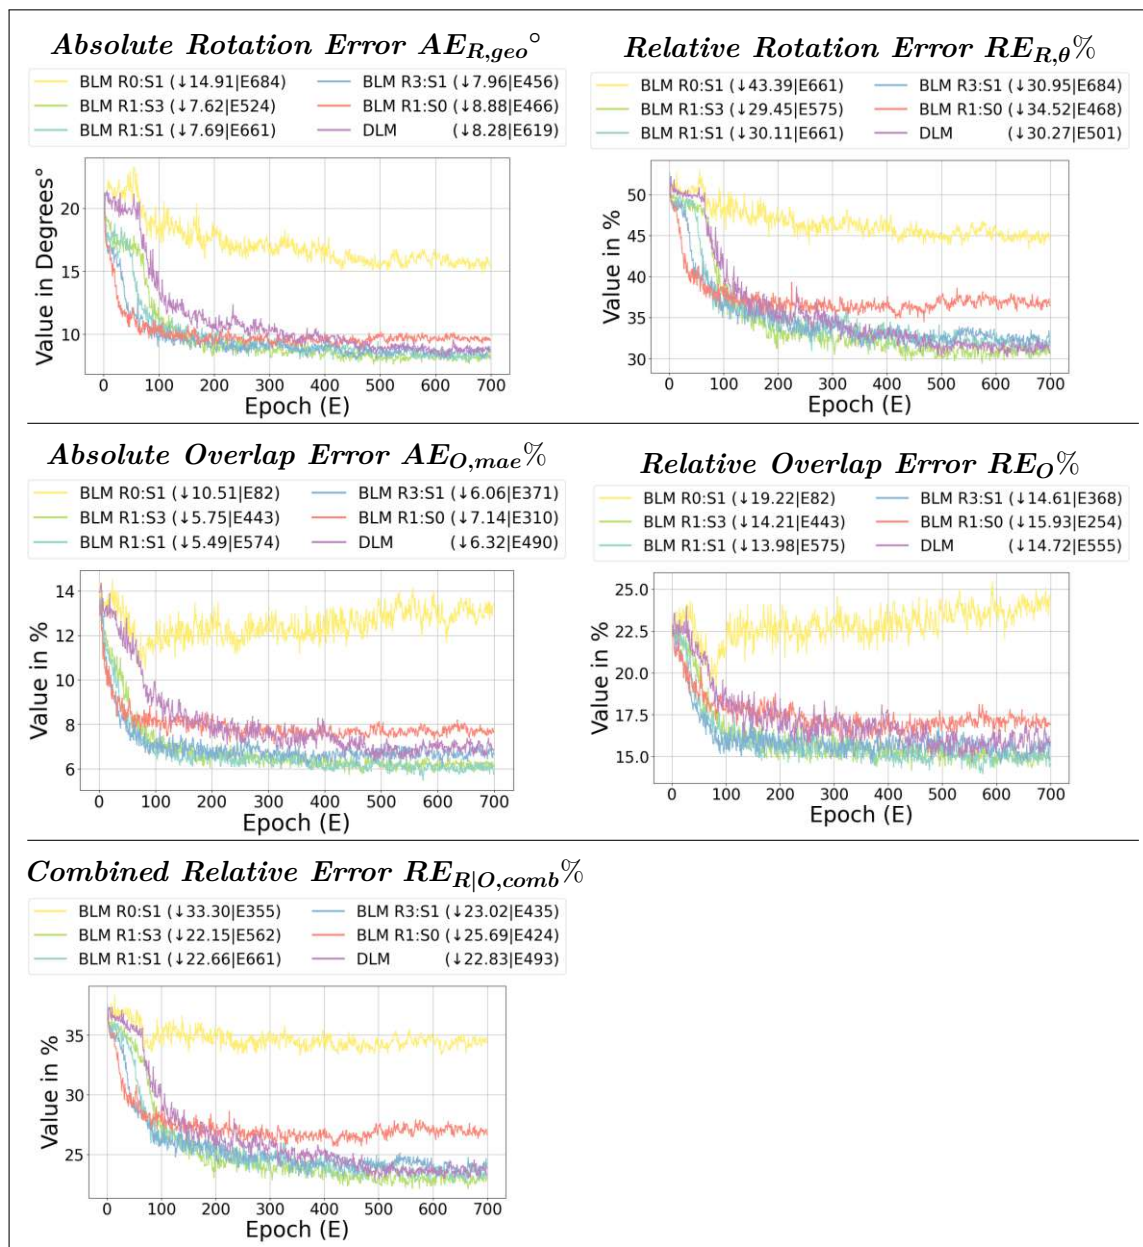 Absolute Rotation Error AE_{R,geo}°
BLM R0:S1 (↓14.91|E684)
BLM R1:S3 (↓7.62|E524)
BLM R1:S1 (↓7.69|E661)
BLM R3:S1 (↓7.96|E456)
BLM R1:S0 (↓8.88|E466)
DLM (↓8.28|E619)
Value in Degrees°
20
15
10
0 100 200 300 400 500 600 700
Epoch (E)
Relative Rotation Error RE_{R,θ}%
BLM R0:S1 (↓43.39|E661)
BLM R1:S3 (↓29.45|E575)
BLM R1:S1 (↓30.11|E661)
BLM R3:S1 (↓30.95|E684)
BLM R1:S0 (↓34.52|E468)
DLM (↓30.27|E501)
Value in %
50
45
40
35
30
0 100 200 300 400 500 600 700
Epoch (E)
Absolute Overlap Error AE_{O,mae}%
BLM R0:S1 (↓10.51|E82)
BLM R1:S3 (↓5.75|E443)
BLM R1:S1 (↓5.49|E574)
BLM R3:S1 (↓6.06|E371)
BLM R1:S0 (↓7.14|E310)
DLM (↓6.32|E490)
Value in %
14
12
10
8
6
0 100 200 300 400 500 600 700
Epoch (E)
Relative Overlap Error RE_O%
BLM R0:S1 (↓19.22|E82)
BLM R1:S3 (↓14.21|E443)
BLM R1:S1 (↓13.98|E575)
BLM R3:S1 (↓14.61|E368)
BLM R1:S0 (↓15.93|E254)
DLM (↓14.72|E555)
Value in %
25.0
22.5
20.0
17.5
15.0
0 100 200 300 400 500 600 700
Epoch (E)
Combined Relative Error RE_{R|O,comb}%
BLM R0:S1 (↓33.30|E355)
BLM R1:S3 (↓22.15|E562)
BLM R1:S1 (↓22.66|E661)
BLM R3:S1 (↓23.02|E435)
BLM R1:S0 (↓25.69|E424)
DLM (↓22.83|E493)
Value in %
35
30
25
0 100 200 300 400 500 600 700
Epoch (E)